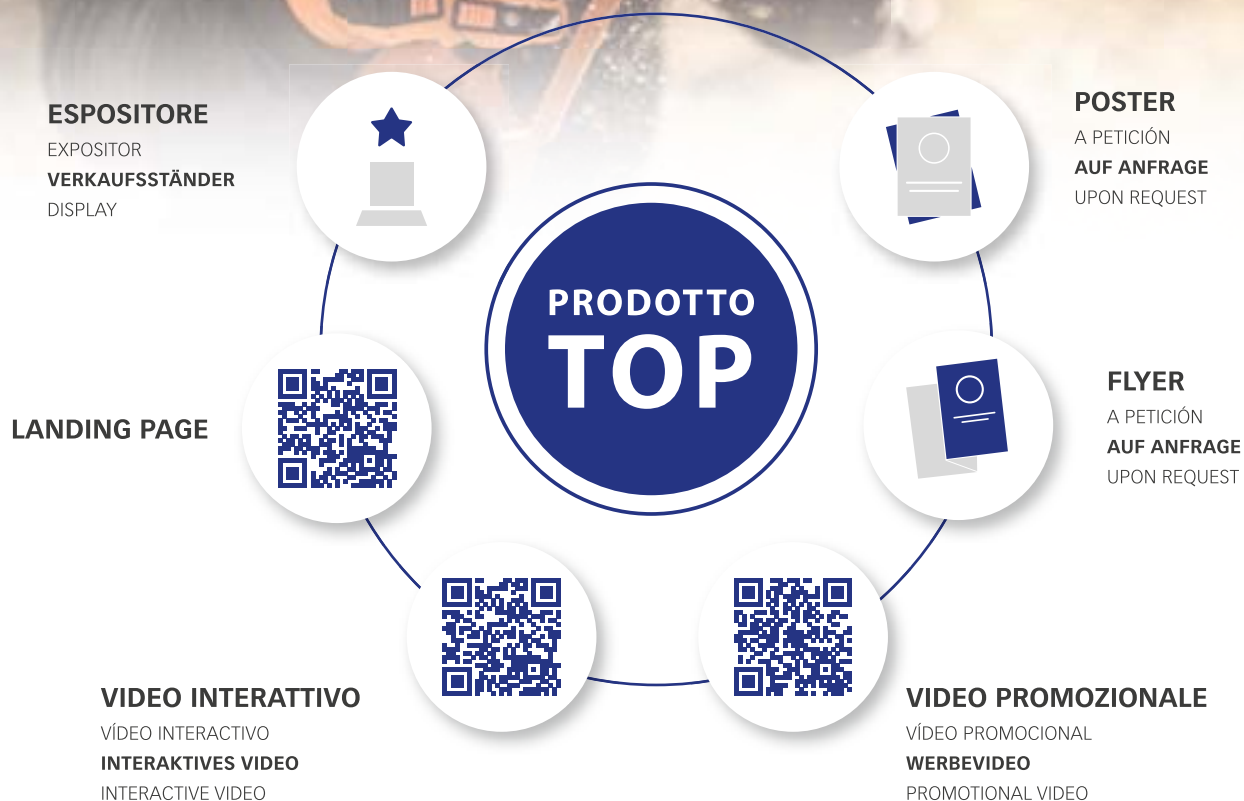 ESPOSITORE
EXPOSITOR
VERKAUFSSTÄNDER
DISPLAY
POSTER
A PETICIÓN
AUF ANFRAGE
UPON REQUEST
PRODOTTO
TOP
LANDING PAGE
FLYER
A PETICIÓN
AUF ANFRAGE
UPON REQUEST
VIDEO INTERATTIVO
VÍDEO INTERACTIVO
INTERAKTIVES VIDEO
INTERACTIVE VIDEO
VIDEO PROMOZIONALE
VÍDEO PROMOCIONAL
WERBEVIDEO
PROMOTIONAL VIDEO